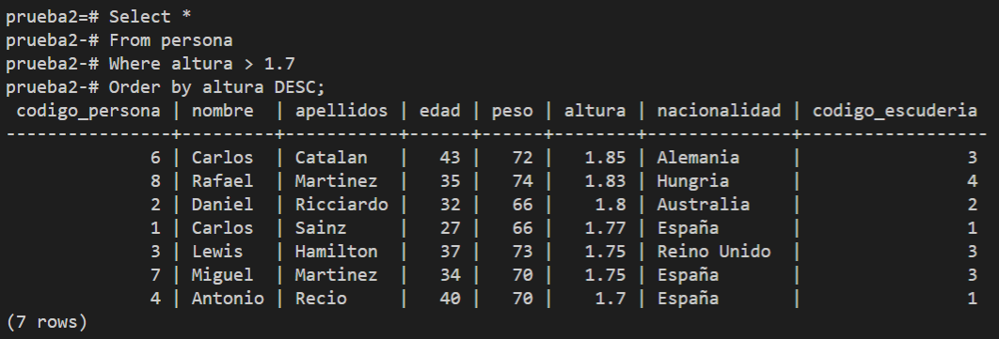 prueba2=# Select *
prueba2-# From persona
prueba2-# Where altura > 1.7
prueba2-# Order by altura DESC;
 codigo_persona | nombre  | apellidos | edad | peso | altura | nacionalidad | codigo_escuderia
----------------+---------+-----------+------+------+--------+--------------+------------------
              6 | Carlos  | Catalan   |   43 |   72 |   1.85 | Alemania     |                3
              8 | Rafael  | Martinez  |   35 |   74 |   1.83 | Hungria      |                4
              2 | Daniel  | Ricciardo |   32 |   66 |    1.8 | Australia    |                2
              1 | Carlos  | Sainz     |   27 |   66 |   1.77 | España       |                1
              3 | Lewis   | Hamilton  |   37 |   73 |   1.75 | Reino Unido  |                3
              7 | Miguel  | Martinez  |   34 |   70 |   1.75 | España       |                3
              4 | Antonio | Recio     |   40 |   70 |    1.7 | España       |                1
(7 rows)